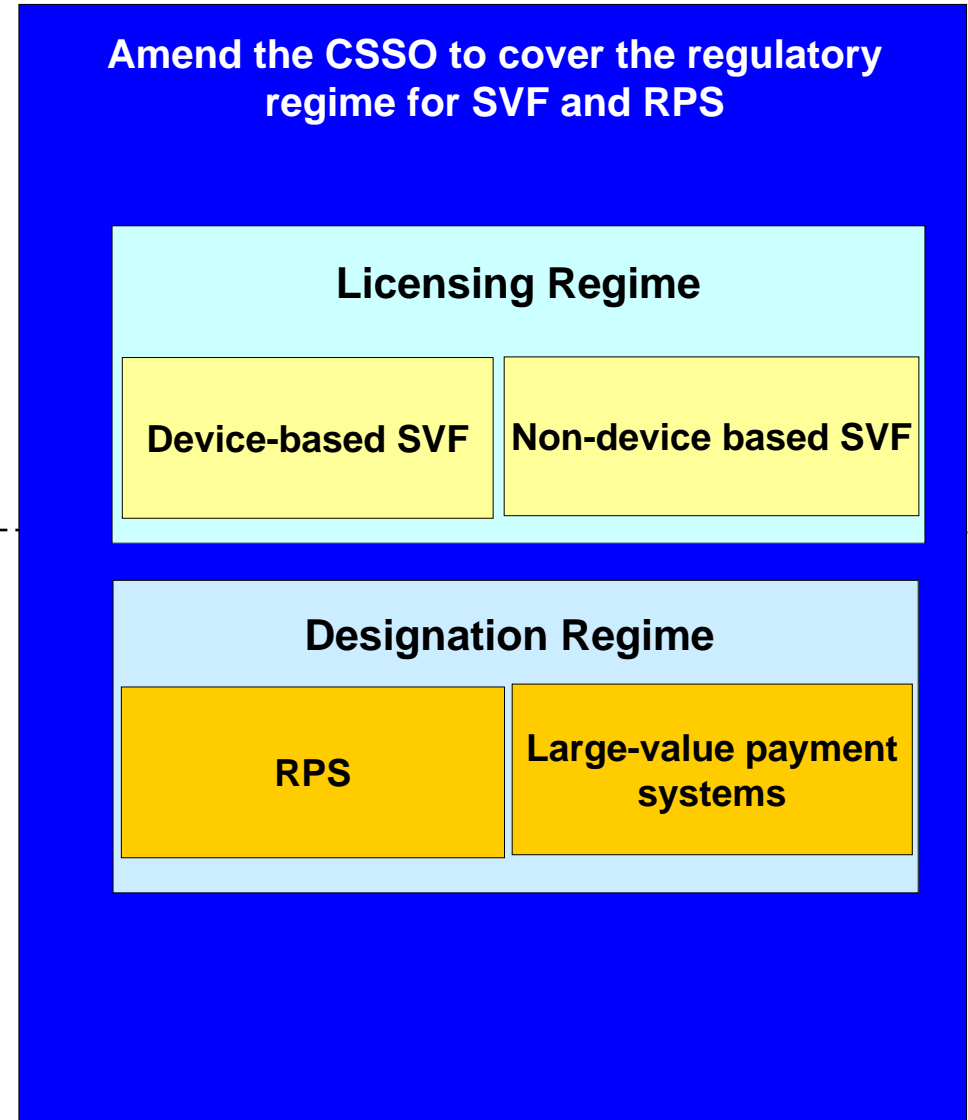 Amend the CSSO to cover the regulatory
regime for SVF and RPS
Licensing Regime
Device-based SVF
Non-device based SVF
Designation Regime
RPS
Large-value payment
systems